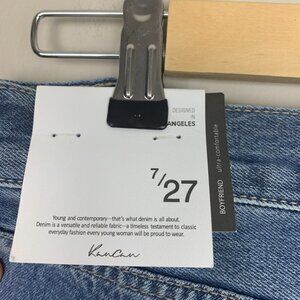 DESIGNED
IN
ANGELES
7/27
BOYFRIEND
ultra-comfortable
Young and contemporary—that's what denim is all about.
Denim is a versatile and reliable fabric—a timeless testament to classic
everyday fashion every young woman will be proud to wear.
KanCan